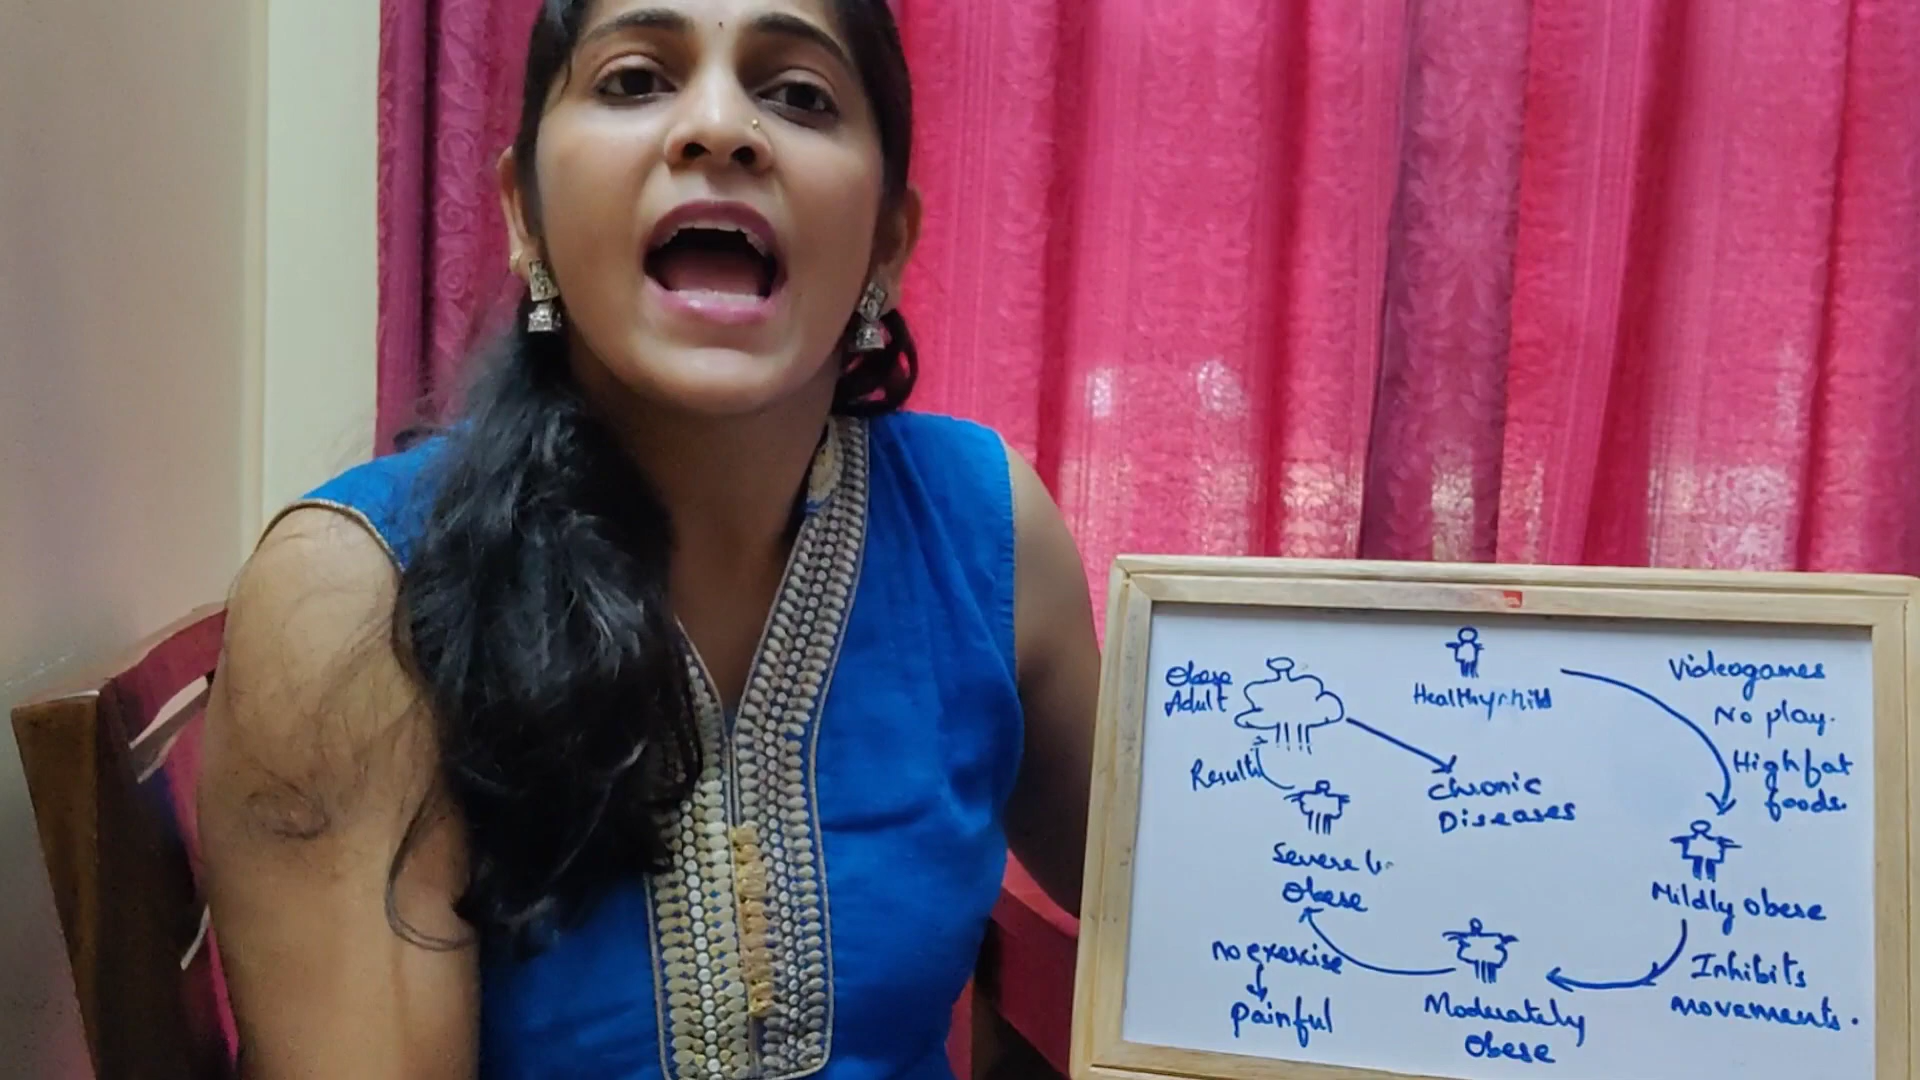 Healthy child
Videogames
No play.
High fat
foods.
Mildly obese
Inhibits
movements.
Moderately
Obese
no exercise
painful
Severe
Obese
Results
Obese
Adult
Chronic
Diseases